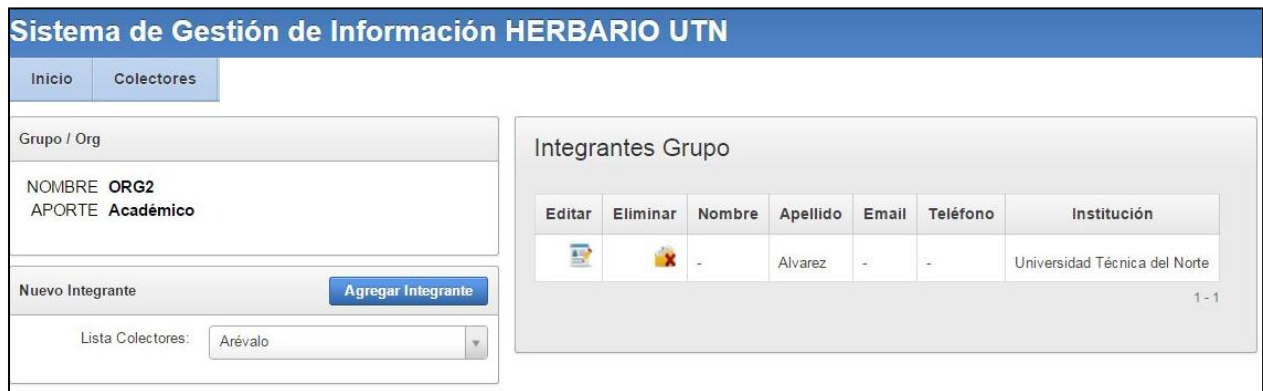 Sistema de Gestión de Información HERBARIO UTN
Inicio Colectores
Grupo / Org
NOMBRE ORG2
APORTE Académico
Nuevo Integrante Agregar Integrante
Lista Colectores: Arévalo
Integrantes Grupo
Editar Eliminar Nombre Apellido Email Teléfono Institución
- Alvarez - - Universidad Técnica del Norte
1 - 1